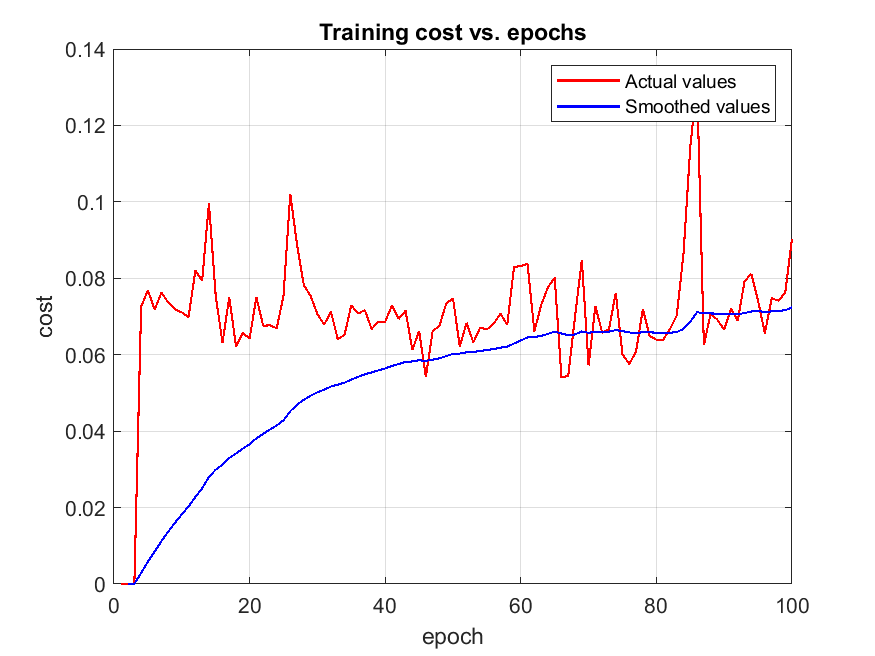 Training cost vs. epochs
0.14
0.12
0.1
0.08
0.06
0.04
0.02
0
cost
Actual values
Smoothed values
0 20 40 60 80 100
epoch